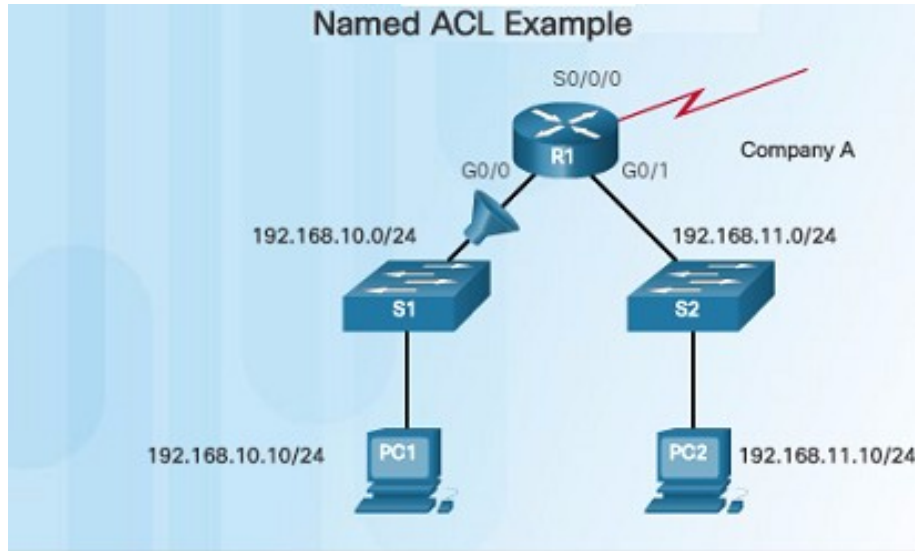 Named ACL Example
S0/0/0
R1
Company A
G0/0
G0/1
192.168.10.0/24
192.168.11.0/24
S1
S2
192.168.10.10/24
PC1
PC2
192.168.11.10/24